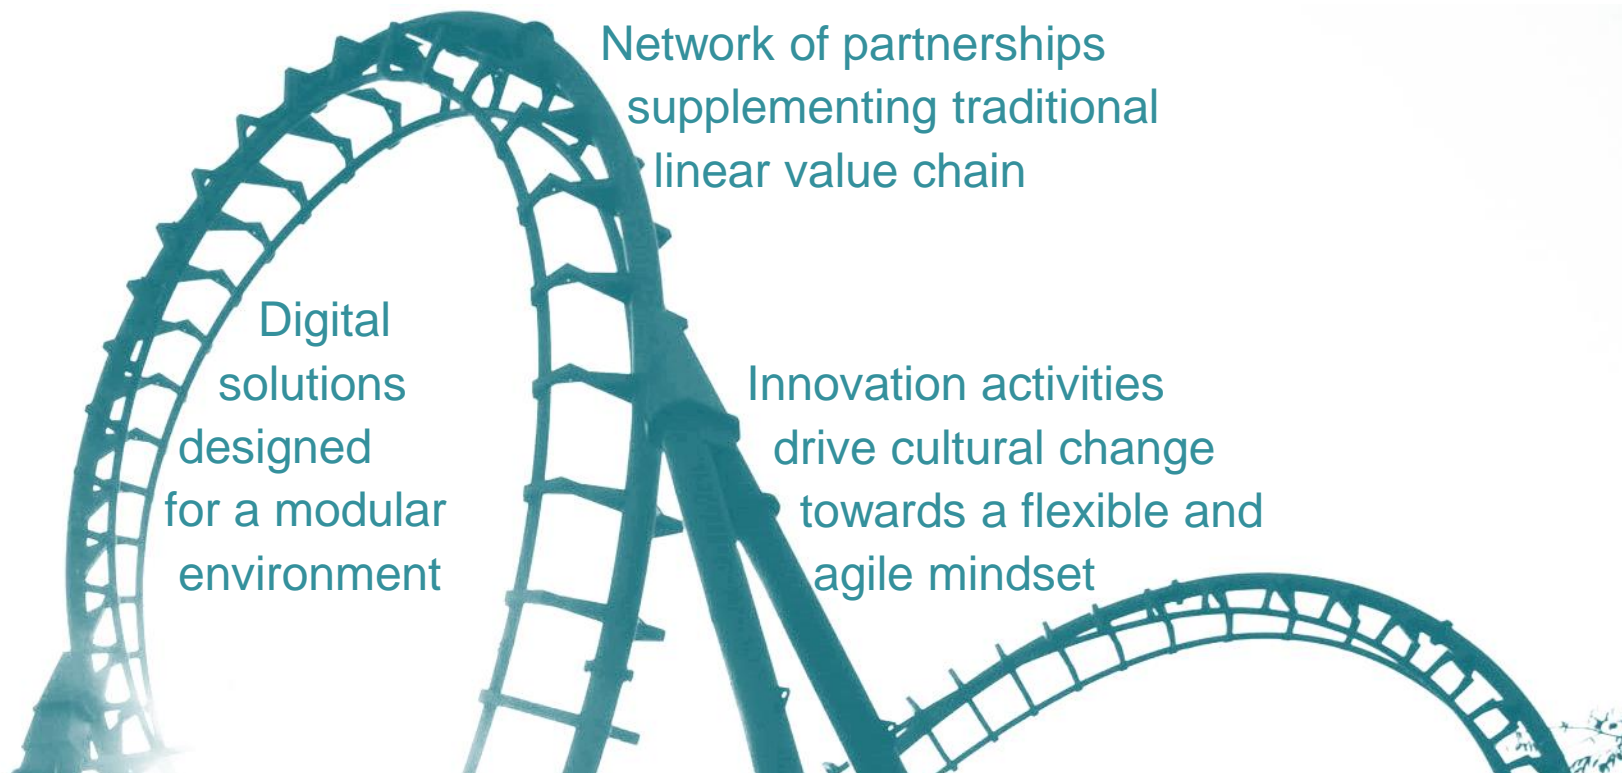 Network of partnerships
supplementing traditional
linear value chain
Digital
solutions
designed
for a modular
environment
Innovation activities
drive cultural change
towards a flexible and
agile mindset